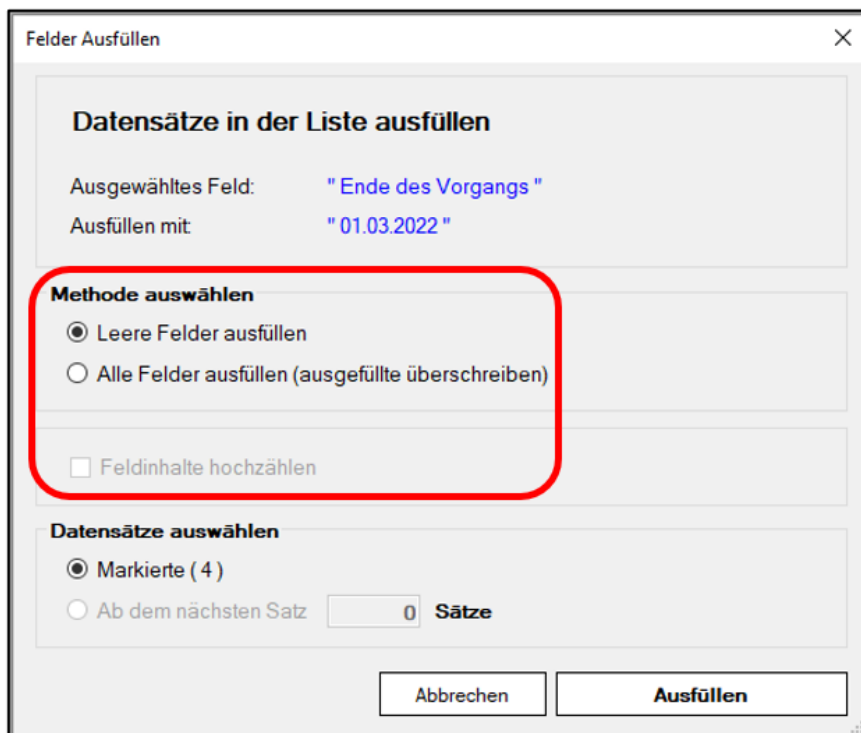 Felder Ausfüllen
Datensätze in der Liste ausfüllen
Ausgewähltes Feld: " Ende des Vorgangs "
Ausfüllen mit: " 01.03.2022 "
Methode auswählen
Leere Felder ausfüllen
Alle Felder ausfüllen (ausgefüllte überschreiben)
Feldinhalte hochzählen
Datensätze auswählen
Markierte ( 4 )
Ab dem nächsten Satz 0 Sätze
Abbrechen Ausfüllen